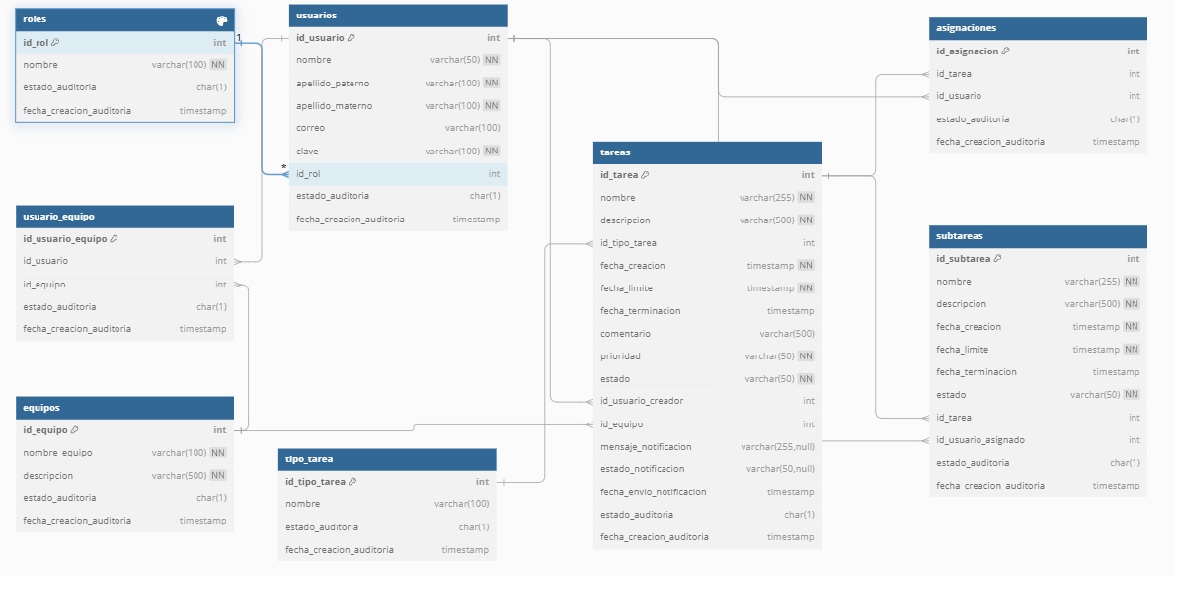 roles
id_rol int
nombre varchar(100) NN
estado_auditoria char(1)
fecha_creacion_auditoria timestamp
1
*
usuarios
id_usuario int
nombre varchar(50) NN
apellido_paterno varchar(100) NN
apellido_materno varchar(100) NN
correo varchar(100)
clave varchar(100) NN
id_rol int
estado_auditoria char(1)
fecha_creacion_auditoria timestamp
asignaciones
id_asignacion int
id_tarea int
id_usuario int
estado_auditoria char(1)
fecha_creacion_auditoria timestamp
usuario_equipo
id_usuario_equipo int
id_usuario int
id_equipo int
estado_auditoria char(1)
fecha_creacion_auditoria timestamp
tareas
id_tarea int
nombre varchar(255) NN
descripcion varchar(500) NN
id_tipo_tarea int
fecha_creacion timestamp NN
fecha_limite timestamp NN
fecha_terminacion timestamp
comentario varchar(500)
prioridad varchar(50) NN
estado varchar(50) NN
id_usuario_creador int
id_equipo int
mensaje_notificacion varchar(255,null)
estado_notificacion varchar(50,null)
fecha_envio_notificacion timestamp
estado_auditoria char(1)
fecha_creacion_auditoria timestamp
subtareas
id_subtarea int
nombre varchar(255) NN
descripcion varchar(500) NN
fecha_creacion timestamp NN
fecha_limite timestamp NN
fecha_terminacion timestamp
estado varchar(50) NN
id_tarea int
id_usuario_asignado int
estado_auditoria char(1)
fecha_creacion_auditoria timestamp
equipos
id_equipo int
nombre_equipo varchar(100) NN
descripcion varchar(500) NN
estado_auditoria char(1)
fecha_creacion_auditoria timestamp
tipo_tarea
id_tipo_tarea int
nombre varchar(100)
estado_auditoria char(1)
fecha_creacion_auditoria timestamp